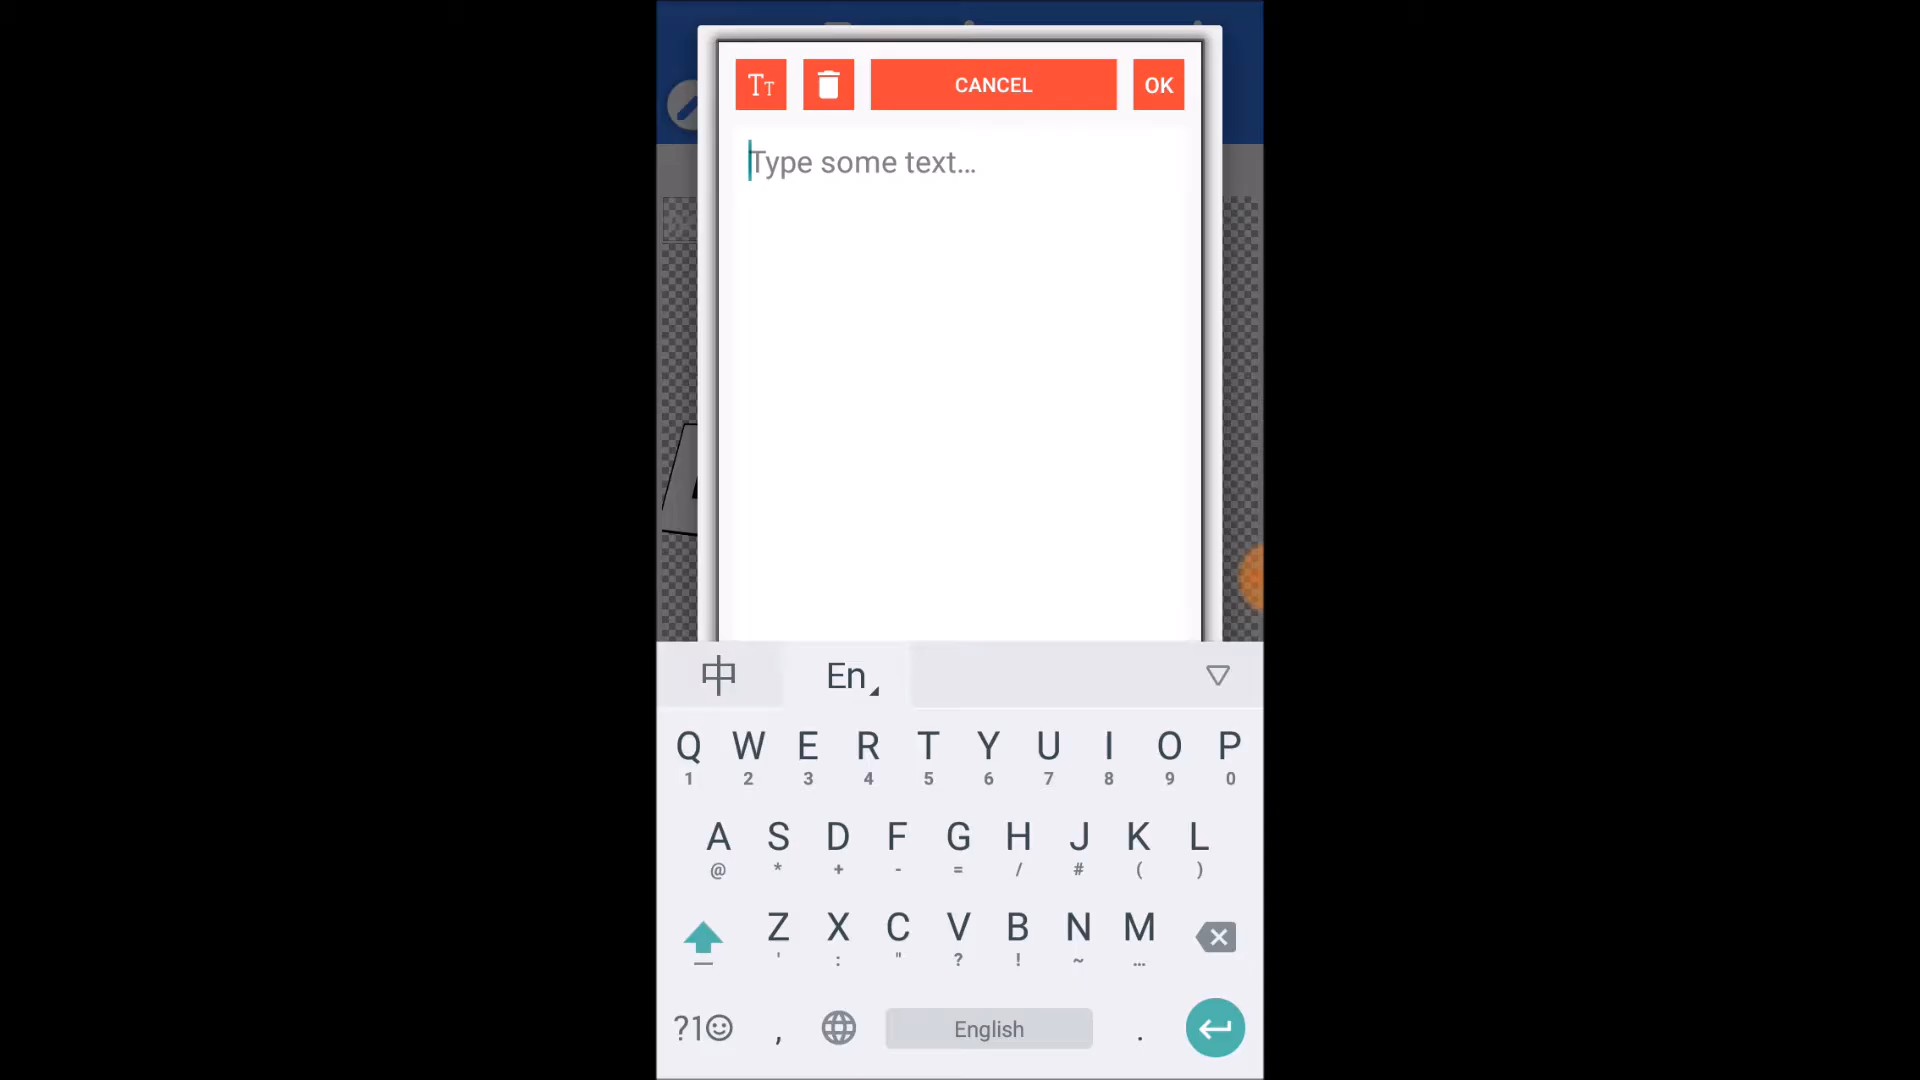 Tт CANCEL OK
Type some text...
中 En
Q W E R T Y U I O P
1 2 3 4 5 6 7 8 9 0
A S D F G H J K L
@ * + - = / # ( )
Z X C V B N M
' : " ? ! ~ ...
?1☺ , English .